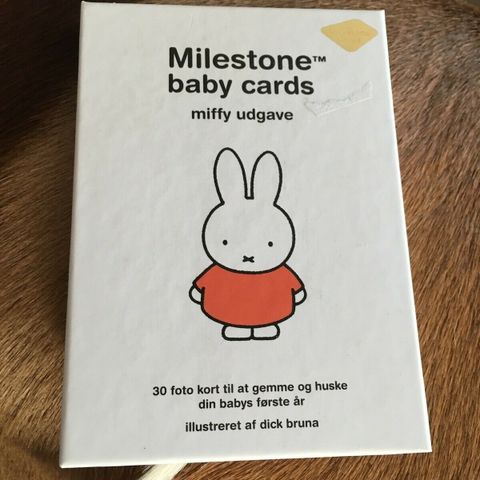 Milestone™
baby cards
miffy udgave
30 foto kort til at gemme og huske
din babys første år
illustreret af dick bruna